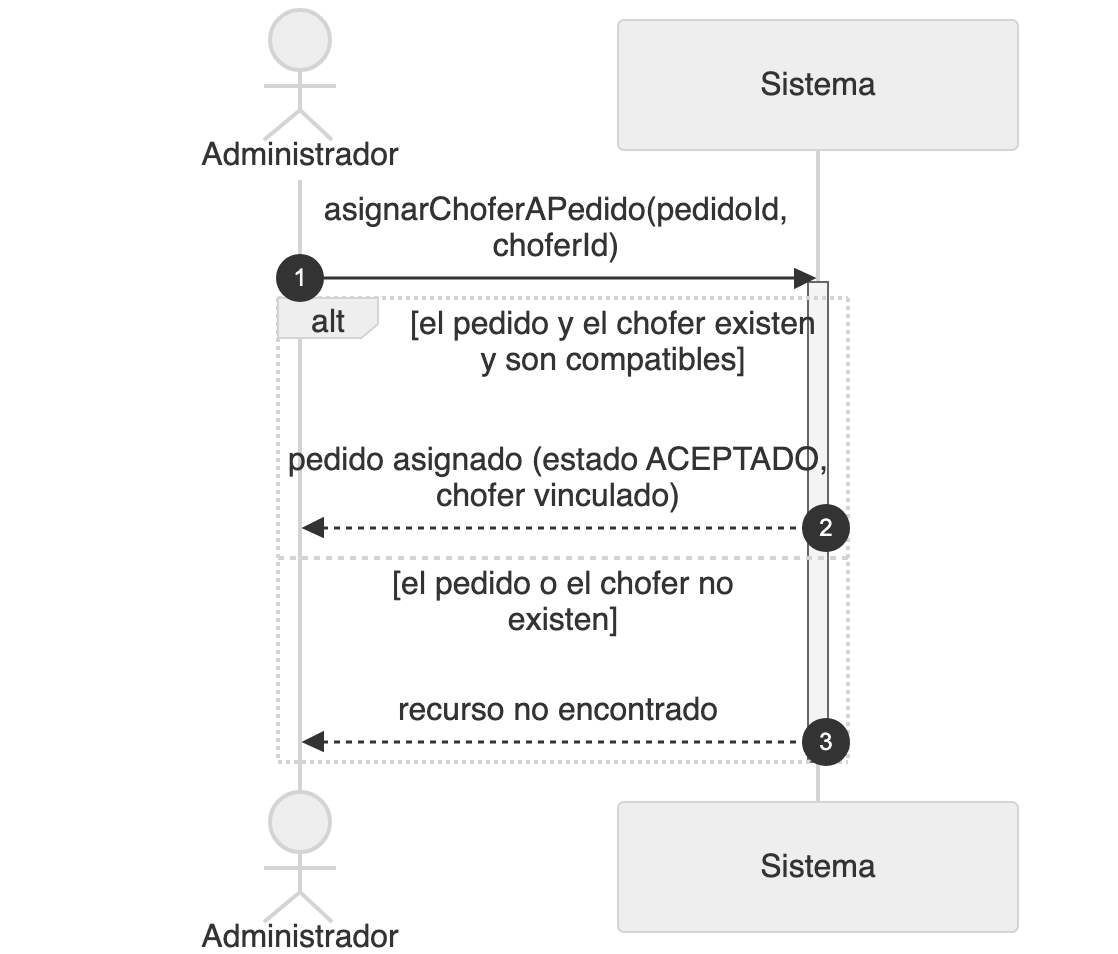 Administrador
Sistema
asignarChoferAPedido(pedidoId,
choferId)
1
alt
[el pedido y el chofer existen
y son compatibles]
pedido asignado (estado ACEPTADO,
chofer vinculado)
2
[el pedido o el chofer no
existen]
recurso no encontrado
3
Administrador
Sistema